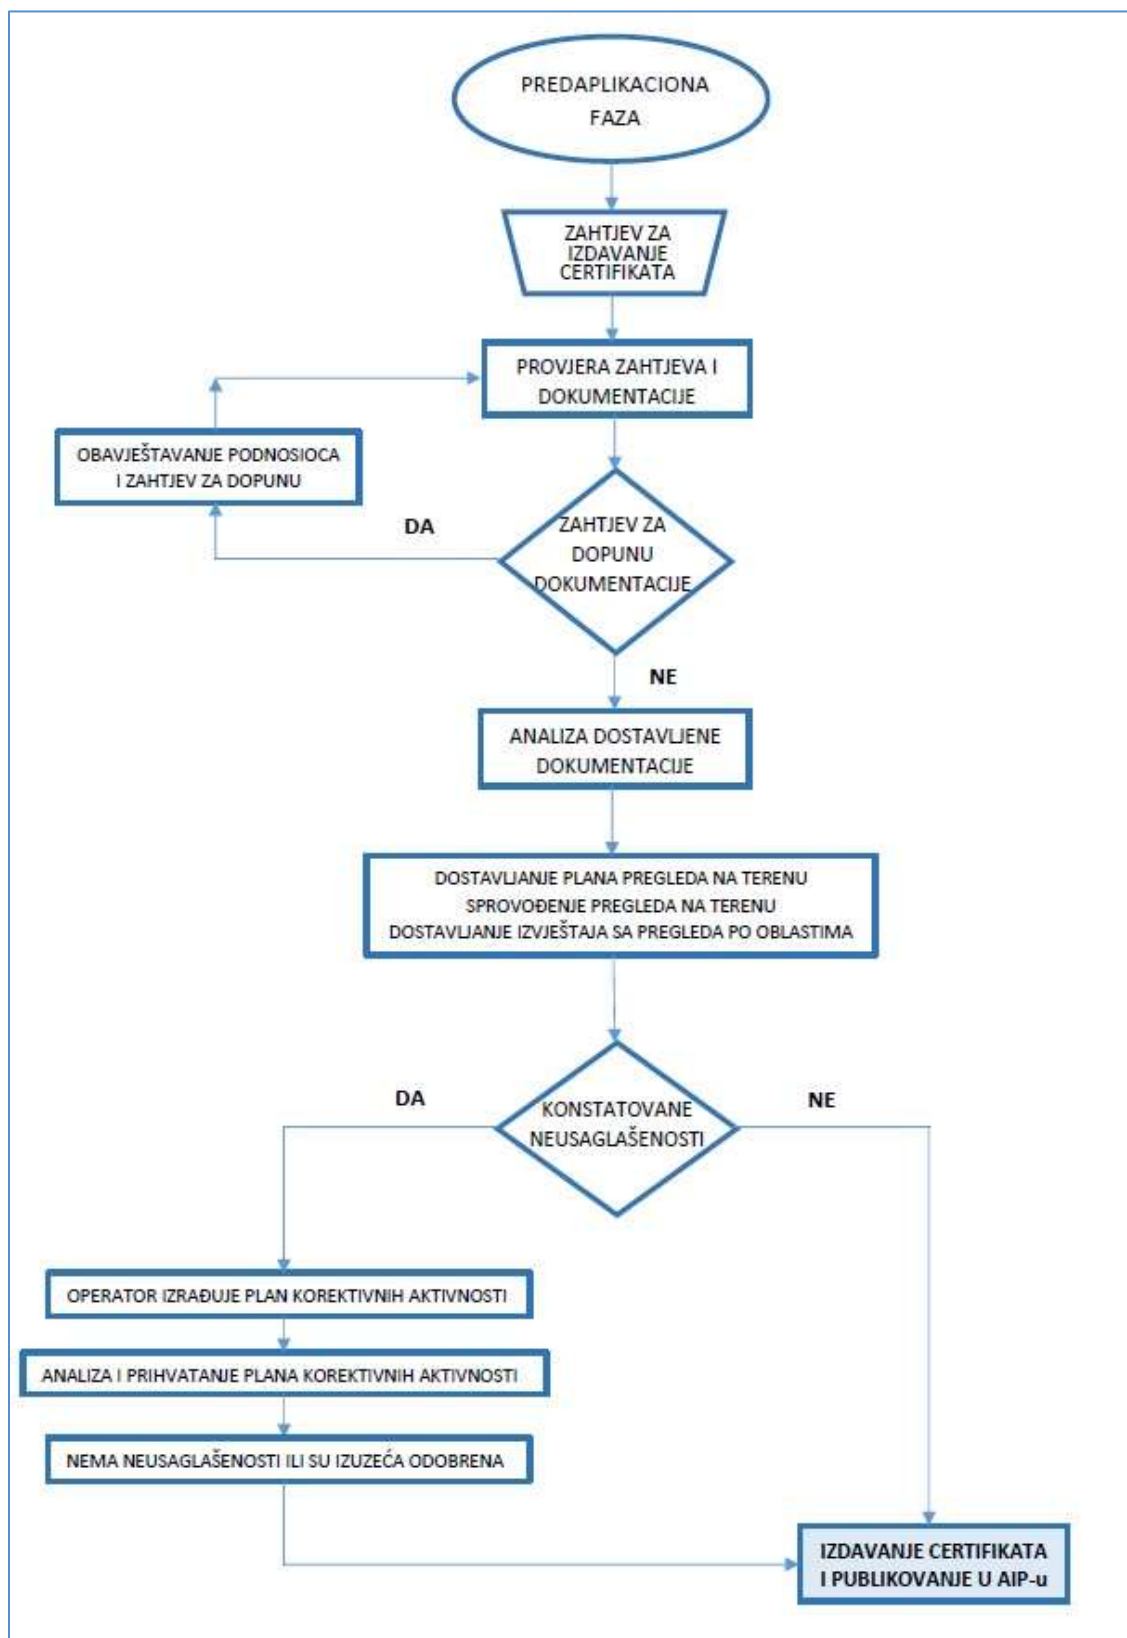 PREDAPLIKACIONA
FAZA
ZAHTJEV ZA
IZDAVANJE
CERTIFIKATA
PROVJERA ZAHTJEVA I
DOKUMENTACIJE
OBAVJEŠTAVANJE PODNOSIOCA
I ZAHTJEV ZA DOPUNU
DA
ZAHTJEV ZA
DOPUNU
DOKUMENTACIJE
NE
ANALIZA DOSTAVLJENE
DOKUMENTACIJE
DOSTAVLJANJE PLANA PREGLEDA NA TERENU
SPROVOĐENJE PREGLEDA NA TERENU
DOSTAVLJANJE IZVJEŠTAJA SA PREGLEDA PO OBLASTIMA
DA
KONSTATOVANE
NEUSAGLAŠENOSTI
NE
OPERATOR IZRAĐUJE PLAN KOREKTIVNIH AKTIVNOSTI
ANALIZA I PRIHVATANJE PLANA KOREKTIVNIH AKTIVNOSTI
NEMA NEUSAGLAŠENOSTI ILI SU IZUZEĆA ODOBRENA
IZDAVANJE CERTIFIKATA
I PUBLIKOVANJE U AIP-u